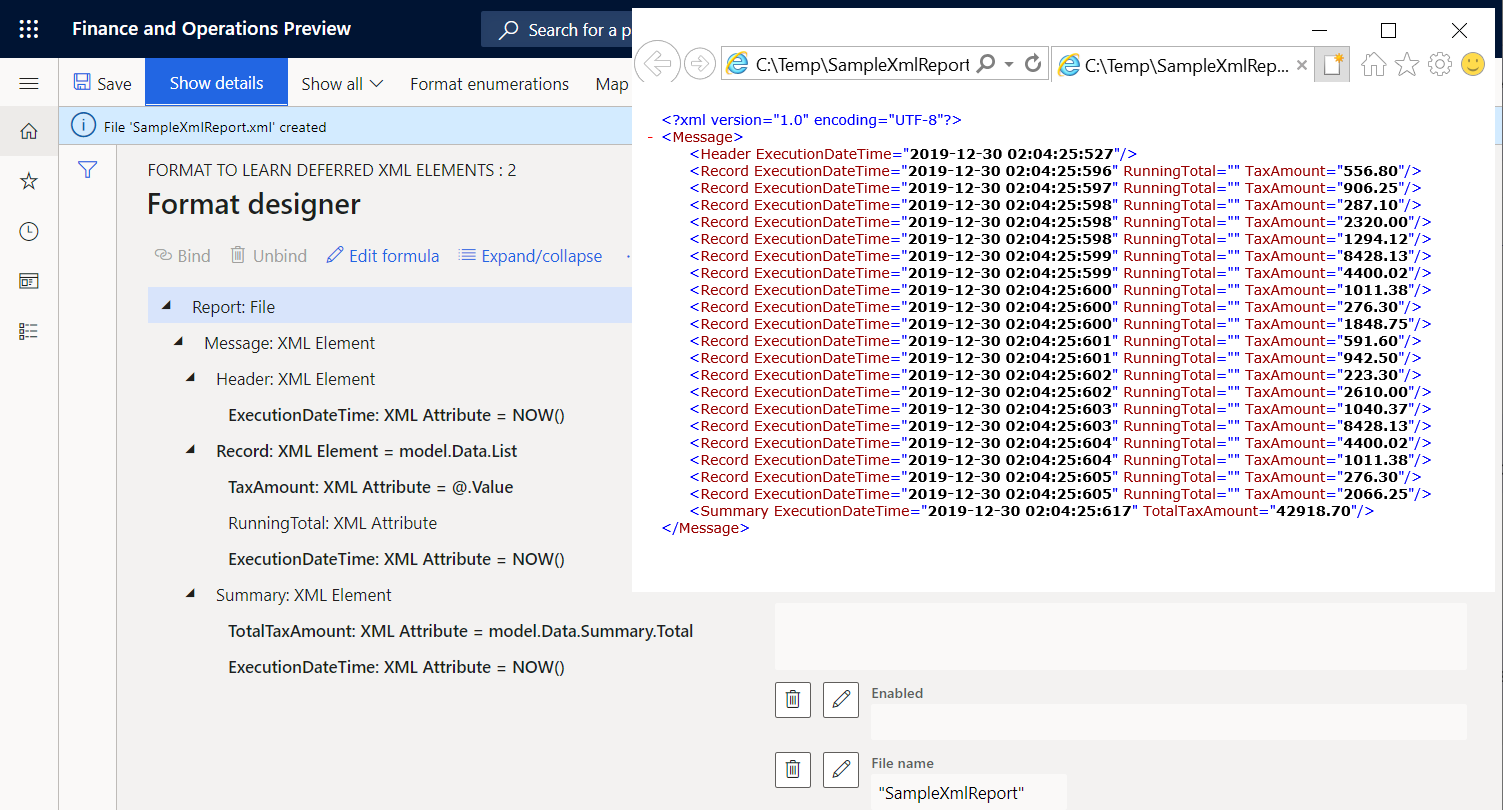 Finance and Operations Preview
Search for a p
Save
Show details
Show all
Format enumerations
Map
File 'SampleXmlReport.xml' created
FORMAT TO LEARN DEFERRED XML ELEMENTS : 2
Format designer
Bind
Unbind
Edit formula
Expand/collapse
Report: File
Message: XML Element
Header: XML Element
ExecutionDateTime: XML Attribute = NOW()
Record: XML Element = model.Data.List
TaxAmount: XML Attribute = @.Value
RunningTotal: XML Attribute
ExecutionDateTime: XML Attribute = NOW()
Summary: XML Element
TotalTaxAmount: XML Attribute = model.Data.Summary.Total
ExecutionDateTime: XML Attribute = NOW()
C:\Temp\SampleXmlReport
C:\Temp\SampleXmlRep...
<?xml version="1.0" encoding="UTF-8"?>
- <Message>
<Header ExecutionDateTime="2019-12-30 02:04:25:527"/>
<Record ExecutionDateTime="2019-12-30 02:04:25:596" RunningTotal="" TaxAmount="556.80"/>
<Record ExecutionDateTime="2019-12-30 02:04:25:597" RunningTotal="" TaxAmount="906.25"/>
<Record ExecutionDateTime="2019-12-30 02:04:25:598" RunningTotal="" TaxAmount="287.10"/>
<Record ExecutionDateTime="2019-12-30 02:04:25:598" RunningTotal="" TaxAmount="2320.00"/>
<Record ExecutionDateTime="2019-12-30 02:04:25:598" RunningTotal="" TaxAmount="1294.12"/>
<Record ExecutionDateTime="2019-12-30 02:04:25:599" RunningTotal="" TaxAmount="8428.13"/>
<Record ExecutionDateTime="2019-12-30 02:04:25:599" RunningTotal="" TaxAmount="4400.02"/>
<Record ExecutionDateTime="2019-12-30 02:04:25:600" RunningTotal="" TaxAmount="1011.38"/>
<Record ExecutionDateTime="2019-12-30 02:04:25:600" RunningTotal="" TaxAmount="276.30"/>
<Record ExecutionDateTime="2019-12-30 02:04:25:600" RunningTotal="" TaxAmount="1848.75"/>
<Record ExecutionDateTime="2019-12-30 02:04:25:601" RunningTotal="" TaxAmount="591.60"/>
<Record ExecutionDateTime="2019-12-30 02:04:25:601" RunningTotal="" TaxAmount="942.50"/>
<Record ExecutionDateTime="2019-12-30 02:04:25:602" RunningTotal="" TaxAmount="223.30"/>
<Record ExecutionDateTime="2019-12-30 02:04:25:602" RunningTotal="" TaxAmount="2610.00"/>
<Record ExecutionDateTime="2019-12-30 02:04:25:603" RunningTotal="" TaxAmount="1040.37"/>
<Record ExecutionDateTime="2019-12-30 02:04:25:603" RunningTotal="" TaxAmount="8428.13"/>
<Record ExecutionDateTime="2019-12-30 02:04:25:604" RunningTotal="" TaxAmount="4400.02"/>
<Record ExecutionDateTime="2019-12-30 02:04:25:604" RunningTotal="" TaxAmount="1011.38"/>
<Record ExecutionDateTime="2019-12-30 02:04:25:605" RunningTotal="" TaxAmount="276.30"/>
<Record ExecutionDateTime="2019-12-30 02:04:25:605" RunningTotal="" TaxAmount="2066.25"/>
<Summary ExecutionDateTime="2019-12-30 02:04:25:617" TotalTaxAmount="42918.70"/>
</Message>
Enabled
File name
"SampleXmlReport"